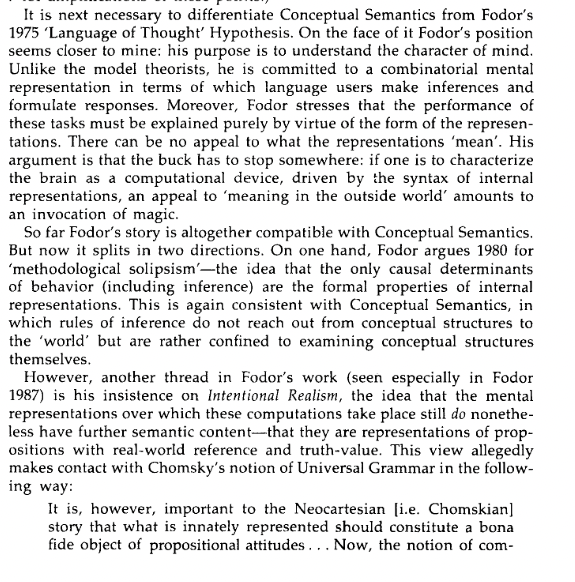 It is next necessary to differentiate Conceptual Semantics from Fodor's
1975 'Language of Thought' Hypothesis. On the face of it Fodor's position
seems closer to mine: his purpose is to understand the character of mind.
Unlike the model theorists, he is committed to a combinatorial mental
representation in terms of which language users make inferences and
formulate responses. Moreover, Fodor stresses that the performance of
these tasks must be explained purely by virtue of the form of the represen-
tations. There can be no appeal to what the representations 'mean'. His
argument is that the buck has to stop somewhere: if one is to characterize
the brain as a computational device, driven by the syntax of internal
representations, an appeal to 'meaning in the outside world' amounts to
an invocation of magic.
So far Fodor's story is altogether compatible with Conceptual Semantics.
But now it splits in two directions. On one hand, Fodor argues 1980 for
'methodological solipsism'—the idea that the only causal determinants
of behavior (including inference) are the formal properties of internal
representations. This is again consistent with Conceptual Semantics, in
which rules of inference do not reach out from conceptual structures to
the 'world' but are rather confined to examining conceptual structures
themselves.
However, another thread in Fodor's work (seen especially in Fodor
1987) is his insistence on Intentional Realism, the idea that the mental
representations over which these computations take place still do nonethe-
less have further semantic content—that they are representations of prop-
ositions with real-world reference and truth-value. This view allegedly
makes contact with Chomsky's notion of Universal Grammar in the follow-
ing way:
It is, however, important to the Neocartesian [i.e. Chomskian]
story that what is innately represented should constitute a bona
fide object of propositional attitudes . . . Now, the notion of com-